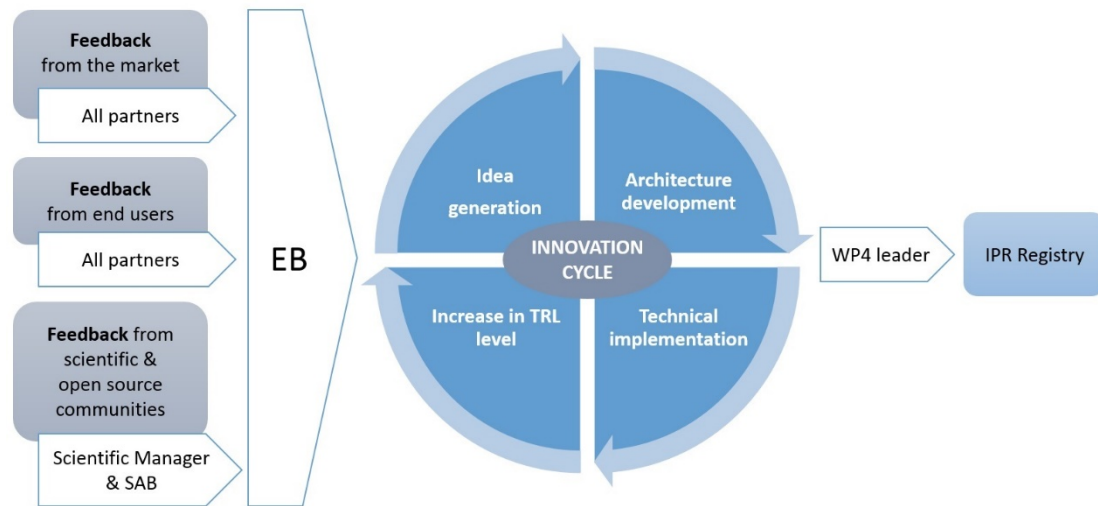 Feedback
from the market
All partners
Feedback
from end users
All partners
Feedback from
scientific &
open source
communities
Scientific Manager
& SAB
EB
Idea
generation
Architecture
development
INNOVATION
CYCLE
Increase in TRL
level
Technical
implementation
WP4 leader
IPR Registry